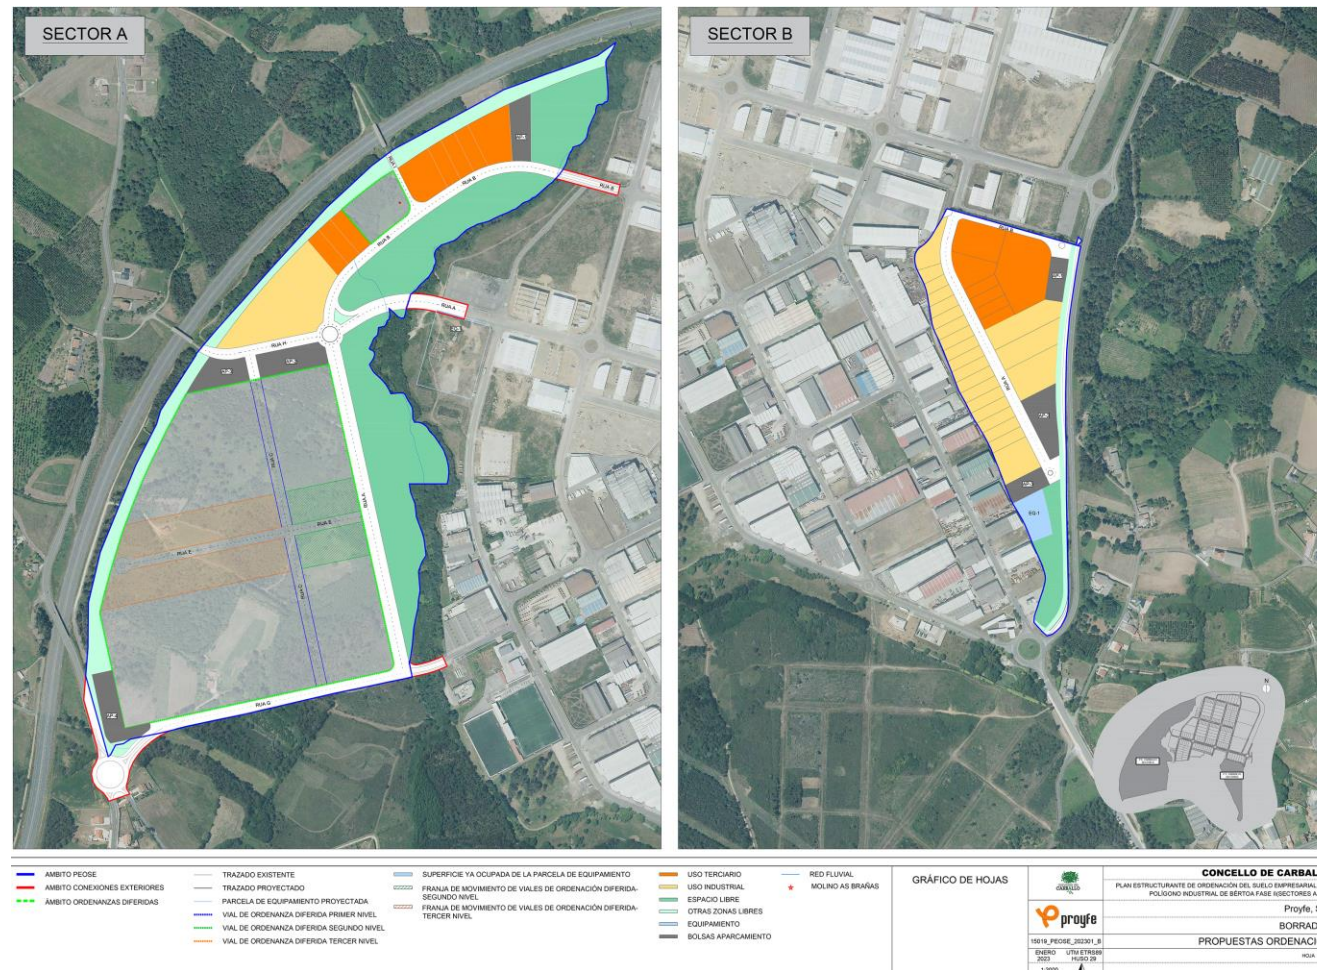 SECTOR A
SECTOR B
RUA B
RUA B
RUA B
RUA A
RUA H
RUA E
RUA E
RUA A
RUA G
RUA B
RUA A
EQ-1
N
AMBITO PEOSE
AMBITO CONEXIONES EXTERIORES
ÁMBITO ORDENANZAS DIFERIDAS
TRAZADO EXISTENTE
TRAZADO PROYECTADO
PARCELA DE EQUIPAMIENTO PROYECTADA
VIAL DE ORDENANZA DIFERIDA PRIMER NIVEL
VIAL DE ORDENANZA DIFERIDA SEGUNDO NIVEL
VIAL DE ORDENANZA DIFERIDA TERCER NIVEL
SUPERFICIE YA OCUPADA DE LA PARCELA DE EQUIPAMIENTO
FRANJA DE MOVIMIENTO DE VIALES DE ORDENACIÓN DIFERIDA-
SEGUNDO NIVEL
FRANJA DE MOVIMIENTO DE VIALES DE ORDENACIÓN DIFERIDA-
TERCER NIVEL
USO TERCIARIO
USO INDUSTRIAL
ESPACIO LIBRE
OTRAS ZONAS LIBRES
EQUIPAMIENTO
BOLSAS APARCAMIENTO
RED FLUVIAL
MOLINO AS BRAÑAS
GRÁFICO DE HOJAS
CARBALLO
proyfe
15019_PEOSE_202301_B
ENERO
2023
UTM ETRS89
HUSO 29
CONCELLO DE CARBAL
PLAN ESTRUCTURANTE DE ORDENACIÓN DEL SUELO EMPRESARIAL
POLÍGONO INDUSTRIAL DE BÉRTOA FASE II(SECTORES A
Proyfe, S
BORRAD
PROPUESTAS ORDENACI
HOJA